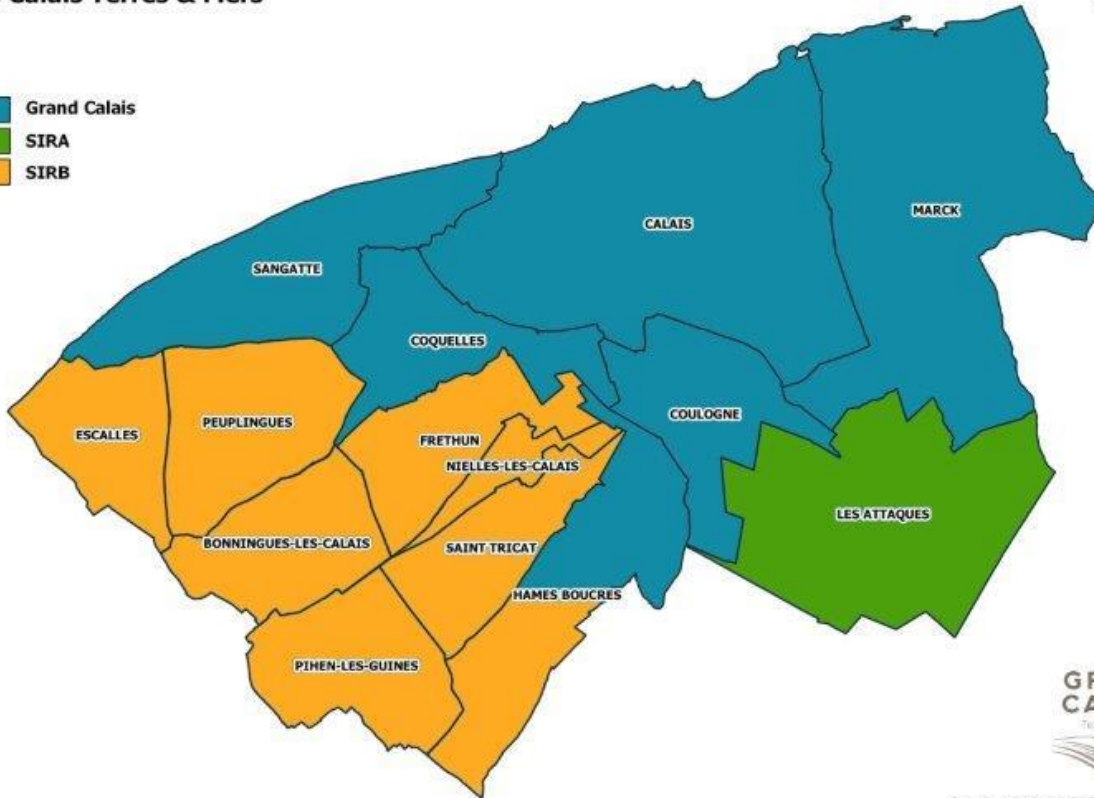 Calais Terres & Mers
Grand Calais
SIRA
SIRB
MARCK
CALAIS
SANGATTE
COQUELLES
COULOGNE
PEUPLINGUES
ESCALLES
FRETHUN
NIELLES-LES-CALAIS
LES ATTAQUES
BONNINGUES-LES-CALAIS
SAINT TRICAT
HAMES BOUCRES
PIHEN-LES-GUINES